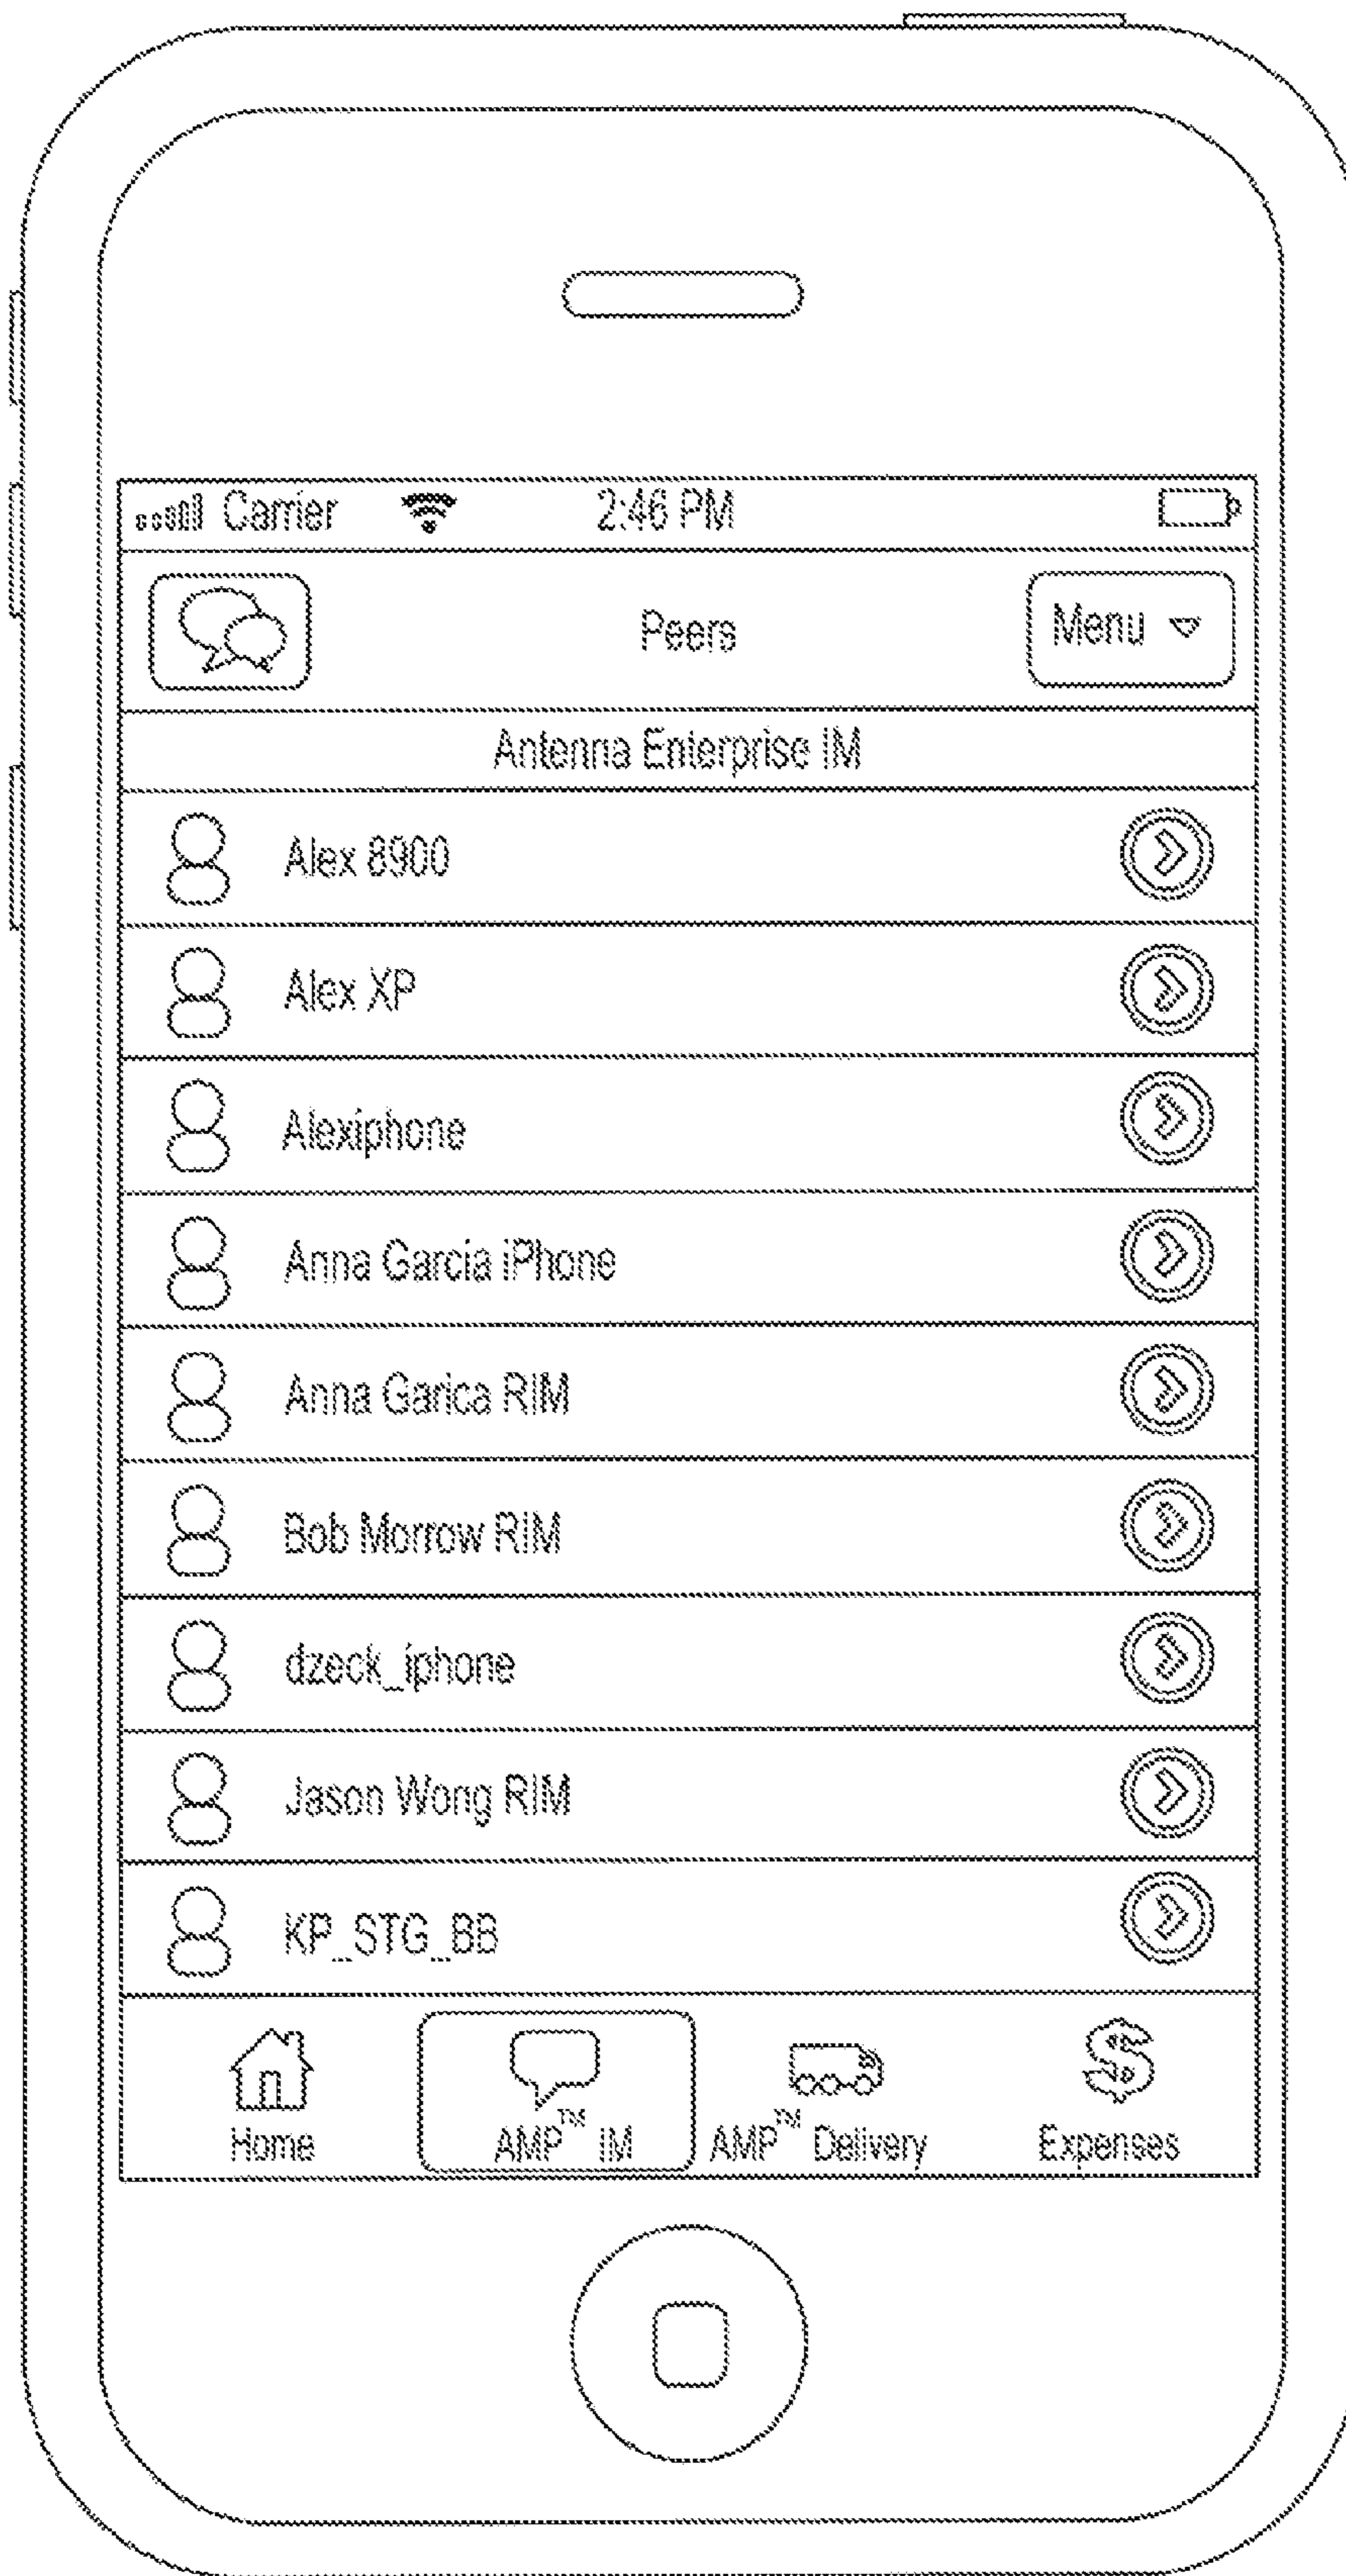 Carrier 2:46 PM
Peers Menu
Antenna Enterprise IM
Alex 8900
Alex XP
Alexiphone
Anna Garcia iPhone
Anna Garica RIM
Bob Morrow RIM
dzeck_iphone
Jason Wong RIM
KP_STG_BB
Home AMP™ IM AMP™ Delivery Expenses